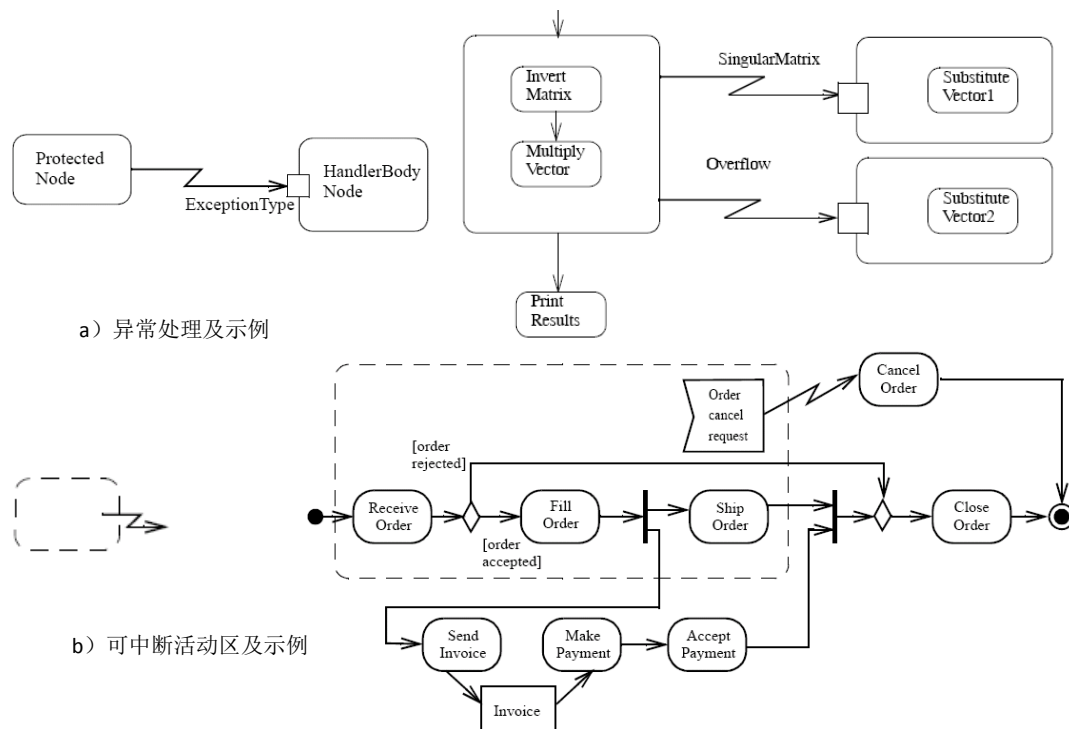 Protected
Node
ExceptionType
HandlerBody
Node
Invert
Matrix
Multiply
Vector
Print
Results
SingularMatrix
Substitute
Vector1
Overflow
Substitute
Vector2
a）异常处理及示例
Order
cancel
request
Cancel
Order
[order
rejected]
Receive
Order
[order
accepted]
Fill
Order
Ship
Order
Close
Order
Send
Invoice
Make
Payment
Accept
Payment
Invoice
b）可中断活动区及示例